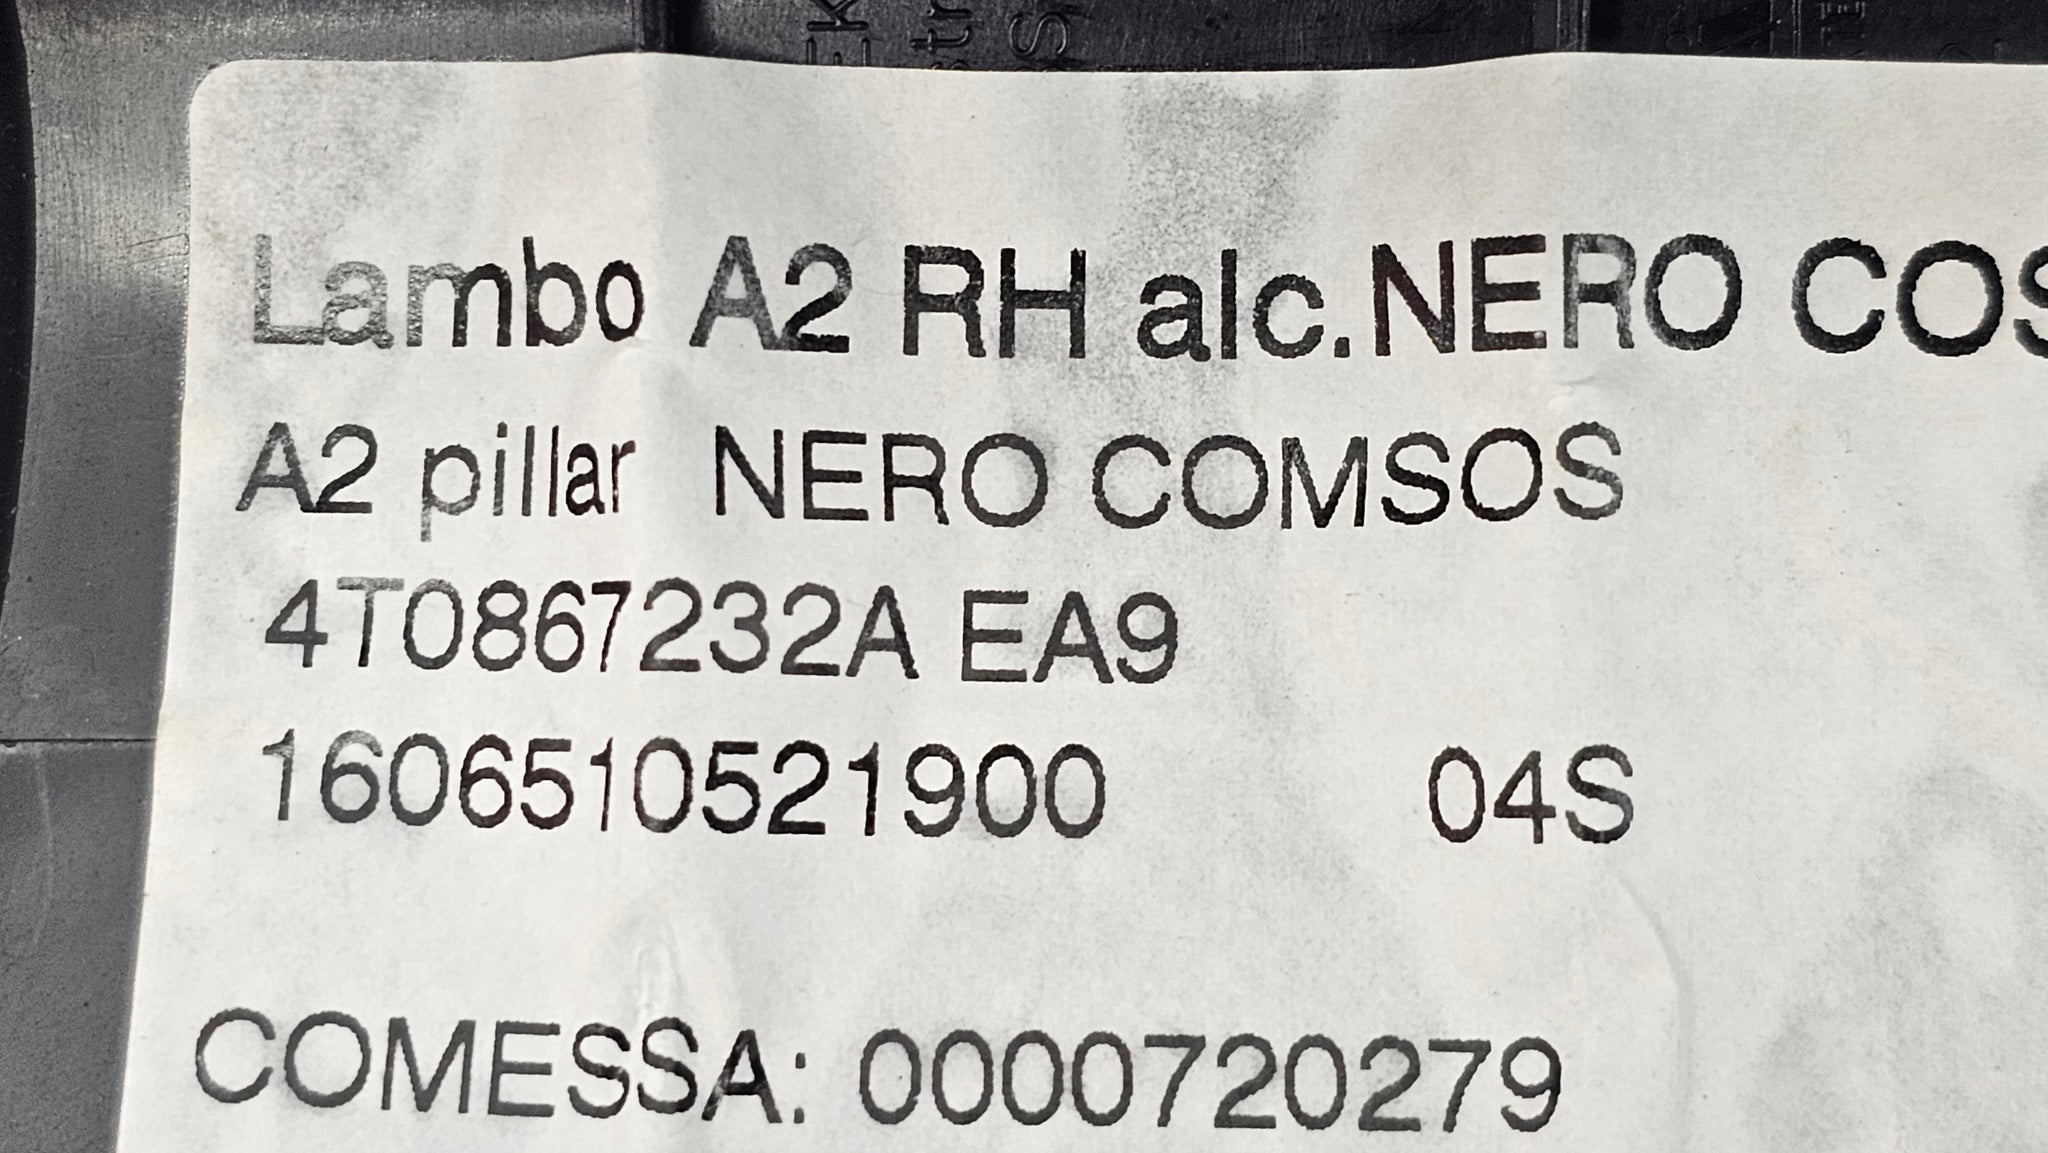 Lambo A2 RH alc.NERO COS
A2 pillar NERO COMSOS
4T0867232A EA9
1606510521900 04S
COMESSA: 0000720279